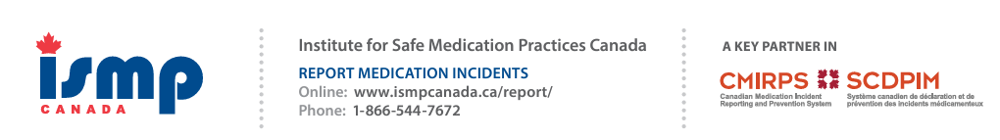 ismp
CANADA
Institute for Safe Medication Practices Canada
REPORT MEDICATION INCIDENTS
Online: www.ismpcanada.ca/report/
Phone: 1-866-544-7672
A KEY PARTNER IN
CMIRPS SCDPIM
Canadian Medication Incident
Reporting and Prevention System
Système canadien de déclaration et de
prévention des incidents médicamenteux